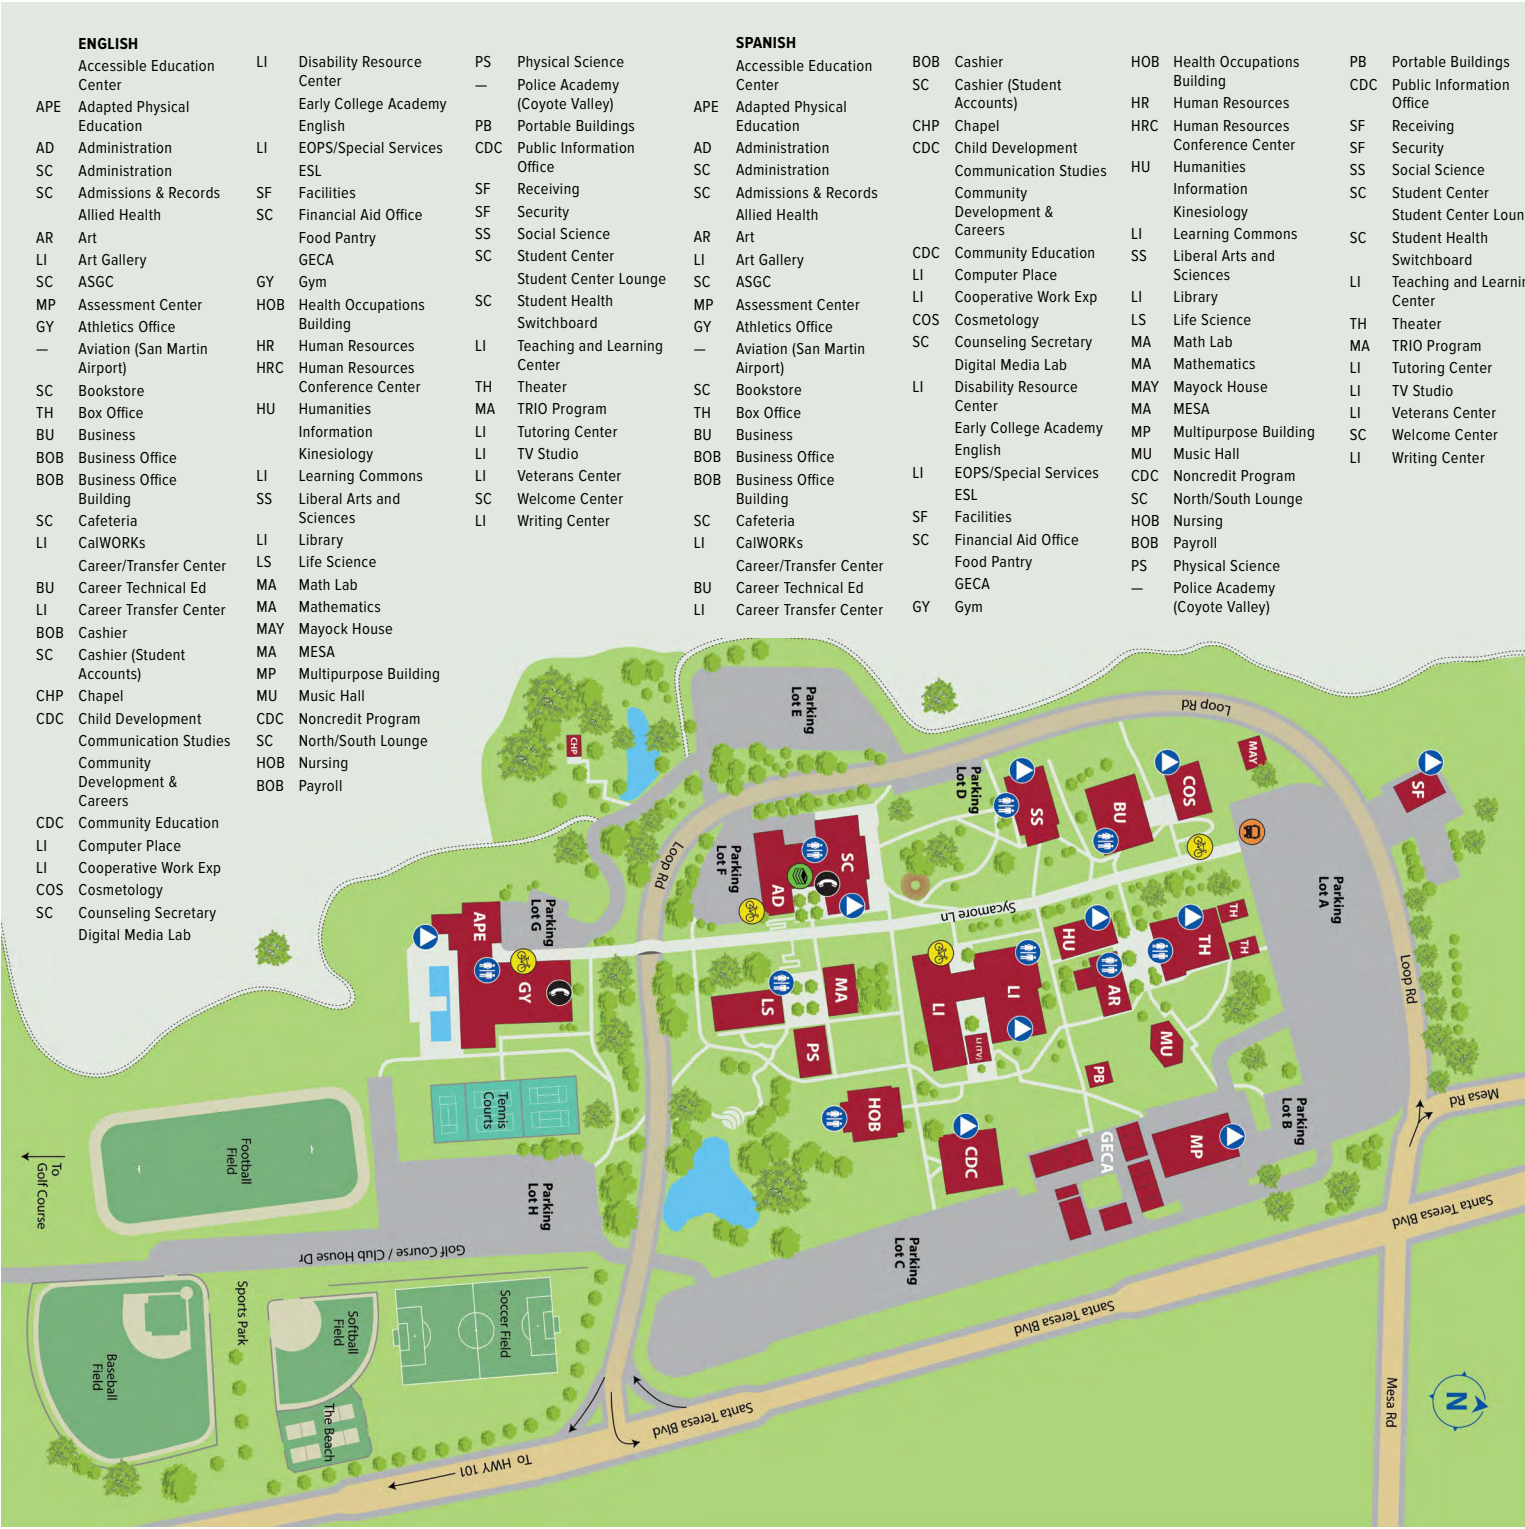 ENGLISH
Accessible Education
Center
APE Adapted Physical
Education
AD Administration
SC Administration
SC Admissions & Records
Allied Health
AR Art
LI Art Gallery
SC ASGC
MP Assessment Center
GY Athletics Office
— Aviation (San Martin
Airport)
SC Bookstore
TH Box Office
BU Business
BOB Business Office
BOB Business Office
Building
SC Cafeteria
LI CalWORKs
Career/Transfer Center
BU Career Technical Ed
LI Career Transfer Center
BOB Cashier
SC Cashier (Student
Accounts)
CHP Chapel
CDC Child Development
Communication Studies
Community
Development &
Careers
CDC Community Education
LI Computer Place
LI Cooperative Work Exp
COS Cosmetology
SC Counseling Secretary
Digital Media Lab
LI Disability Resource
Center
Early College Academy
English
LI EOPS/Special Services
ESL
SF Facilities
SC Financial Aid Office
Food Pantry
GECA
GY Gym
HOB Health Occupations
Building
HR Human Resources
HRC Human Resources
Conference Center
HU Humanities
Information
Kinesiology
LI Learning Commons
SS Liberal Arts and
Sciences
LI Library
LS Life Science
MA Math Lab
MA Mathematics
MAY Mayock House
MA MESA
MP Multipurpose Building
MU Music Hall
CDC Noncredit Program
SC North/South Lounge
HOB Nursing
BOB Payroll
PS Physical Science
— Police Academy
(Coyote Valley)
PB Portable Buildings
CDC Public Information
Office
SF Receiving
SF Security
SS Social Science
SC Student Center
Student Center Lounge
SC Student Health
Switchboard
LI Teaching and Learning
Center
TH Theater
MA TRIO Program
LI Tutoring Center
LI TV Studio
LI Veterans Center
SC Welcome Center
LI Writing Center
SPANISH
Accessible Education
Center
APE Adapted Physical
Education
AD Administration
SC Administration
SC Admissions & Records
Allied Health
AR Art
LI Art Gallery
SC ASGC
MP Assessment Center
GY Athletics Office
— Aviation (San Martin
Airport)
SC Bookstore
TH Box Office
BU Business
BOB Business Office
BOB Business Office
Building
SC Cafeteria
LI CalWORKs
Career/Transfer Center
BU Career Technical Ed
LI Career Transfer Center
BOB Cashier
SC Cashier (Student
Accounts)
CHP Chapel
CDC Child Development
Communication Studies
Community
Development &
Careers
CDC Community Education
LI Computer Place
LI Cooperative Work Exp
COS Cosmetology
SC Counseling Secretary
Digital Media Lab
LI Disability Resource
Center
Early College Academy
English
LI EOPS/Special Services
ESL
SF Facilities
SC Financial Aid Office
Food Pantry
GECA
GY Gym
HOB Health Occupations
Building
HR Human Resources
HRC Human Resources
Conference Center
HU Humanities
Information
Kinesiology
LI Learning Commons
SS Liberal Arts and
Sciences
LI Library
LS Life Science
MA Math Lab
MA Mathematics
MAY Mayock House
MA MESA
MP Multipurpose Building
MU Music Hall
CDC Noncredit Program
SC North/South Lounge
HOB Nursing
BOB Payroll
PS Physical Science
— Police Academy
(Coyote Valley)
PB Portable Buildings
CDC Public Information
Office
SF Receiving
SF Security
SS Social Science
SC Student Center
Student Center Loun
SC Student Health
Switchboard
LI Teaching and Learnin
Center
TH Theater
MA TRIO Program
LI Tutoring Center
LI TV Studio
LI Veterans Center
SC Welcome Center
LI Writing Center
Parking
Lot E
Loop Rd
CHP
MAY
Parking
Lot D
SS
BU
COS
SF
Loop Rd
Parking
Lot F
SC
AD
Parking
Lot A
Parking
Lot G
APE
GY
Sycamore Ln
HU
TH
TH
TH
AR
LI
LI
LI (TV)
MA
LS
PS
MU
PB
Loop Rd
Mesa Rd
Tennis
Courts
HOB
CDC
GECA
MP
Parking
Lot B
Football
Field
To
Golf Course
Parking
Lot H
Golf Course / Club House Dr
Parking
Lot C
Santa Teresa Blvd
Sports Park
Baseball
Field
Softball
Field
Soccer Field
The Beach
Santa Teresa Blvd
Santa Teresa Blvd
To HWY 101
Mesa Rd
N